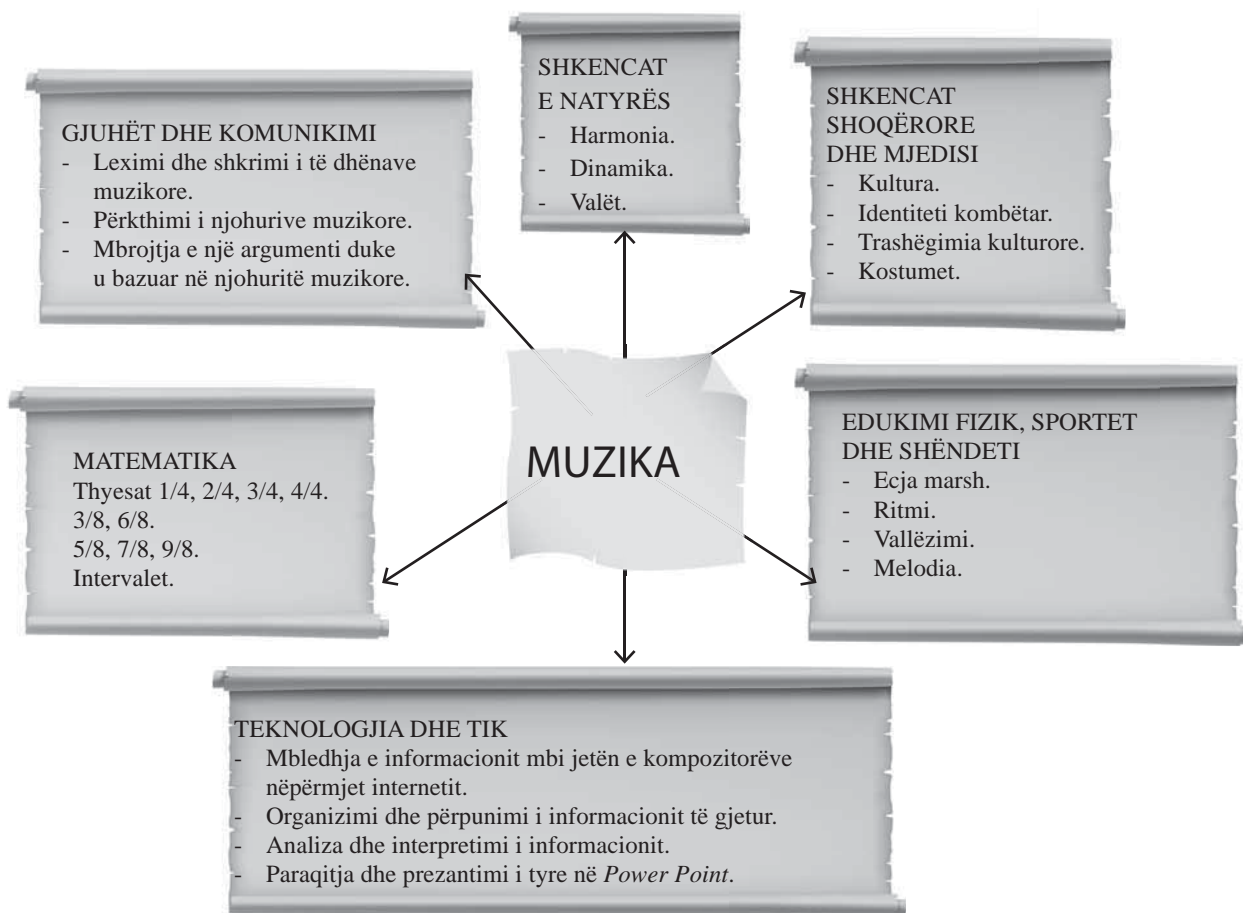 GJUHËT DHE KOMUNIKIMI
- Leximi dhe shkrimi i të dhënave
muzikore.
- Përkthimi i njohurive muzikore.
- Mbrojtja e një argumenti duke
u bazuar në njohuritë muzikore.
SHKENCAT
E NATYRËS
- Harmonia.
- Dinamika.
- Valët.
SHKENCAT
SHOQËRORE
DHE MJEDISI
- Kultura.
- Identiteti kombëtar.
- Trashëgimia kulturore.
- Kostumet.
MATEMATIKA
Thyesat 1/4, 2/4, 3/4, 4/4.
3/8, 6/8.
5/8, 7/8, 9/8.
Intervalet.
MUZIKA
EDUKIMI FIZIK, SPORTET
DHE SHËNDETI
- Ecja marsh.
- Ritmi.
- Vallëzimi.
- Melodia.
TEKNOLOGJIA DHE TIK
- Mbledhja e informacionit mbi jetën e kompozitorëve
nëpërmjet internetit.
- Organizimi dhe përpunimi i informacionit të gjetur.
- Analiza dhe interpretimi i informacionit.
- Paraqitja dhe prezantimi i tyre në Power Point.